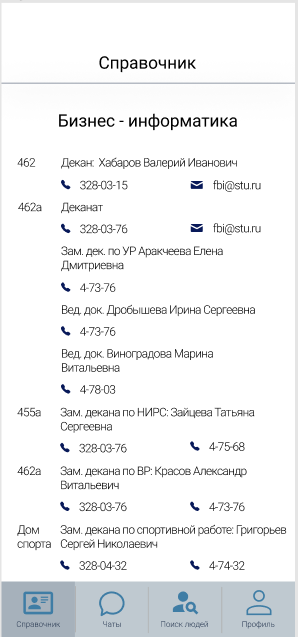 Справочник
Бизнес - информатика
462 Декан: Хабаров Валерий Иванович
328-03-15 fbi@stu.ru
462а Деканат
328-03-76 fbi@stu.ru
Зам. дек. по УР Аракчеева Елена
Дмитриевна
4-73-76
Вед. док. Дробышева Ирина Сергеевна
4-73-76
Вед. док. Виноградова Марина
Витальевна
4-78-03
455а Зам. декана по НИРС: Зайцева Татьяна
Сергеевна
328-03-76 4-75-68
462а Зам. декана по ВР: Красов Александр
Витальевич
328-03-76 4-73-76
Дом Зам. декана по спортивной работе: Григорьев
спорта Сергей Николаевич
328-04-32 4-74-32
Справочник Чаты Поиск людей Профиль